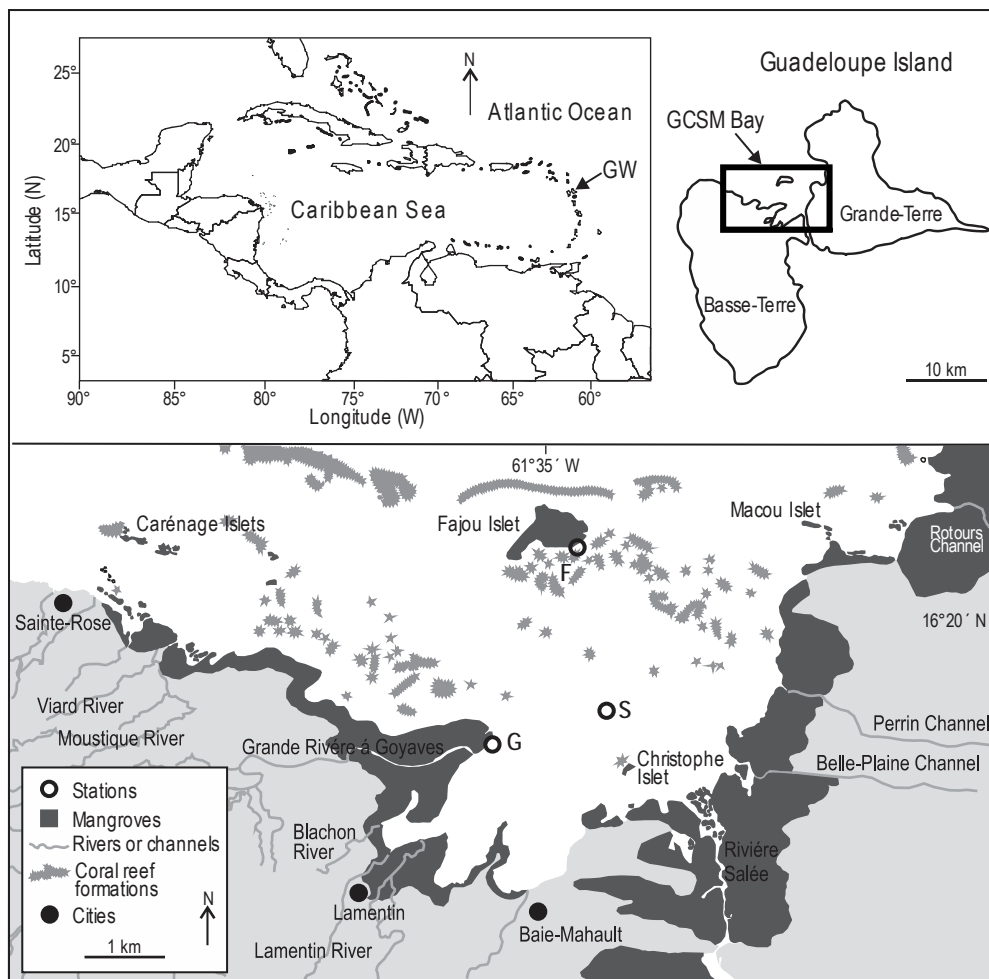 25°
20°
15°
10°
5°
Latitude (N)
N
Atlantic Ocean
GW
Caribbean Sea
90°
85°
80°
75°
70°
65°
60°
Longitude (W)
Guadeloupe Island
GCSM Bay
Grande-Terre
Basse-Terre
10 km
61°35´ W
Carénage Islets
Fajou Islet
Macou Islet
Rotours
Channel
F
Sainte-Rose
16°20´ N
Viard River
S
Perrin Channel
Moustique River
G
Grande Rivére á Goyaves
Christophe
Islet
Belle-Plaine Channel
Stations
Mangroves
Rivers or channels
Coral reef
formations
Cities
N
1 km
Blachon
River
Riviére
Salée
Lamentin
Baie-Mahault
Lamentin River